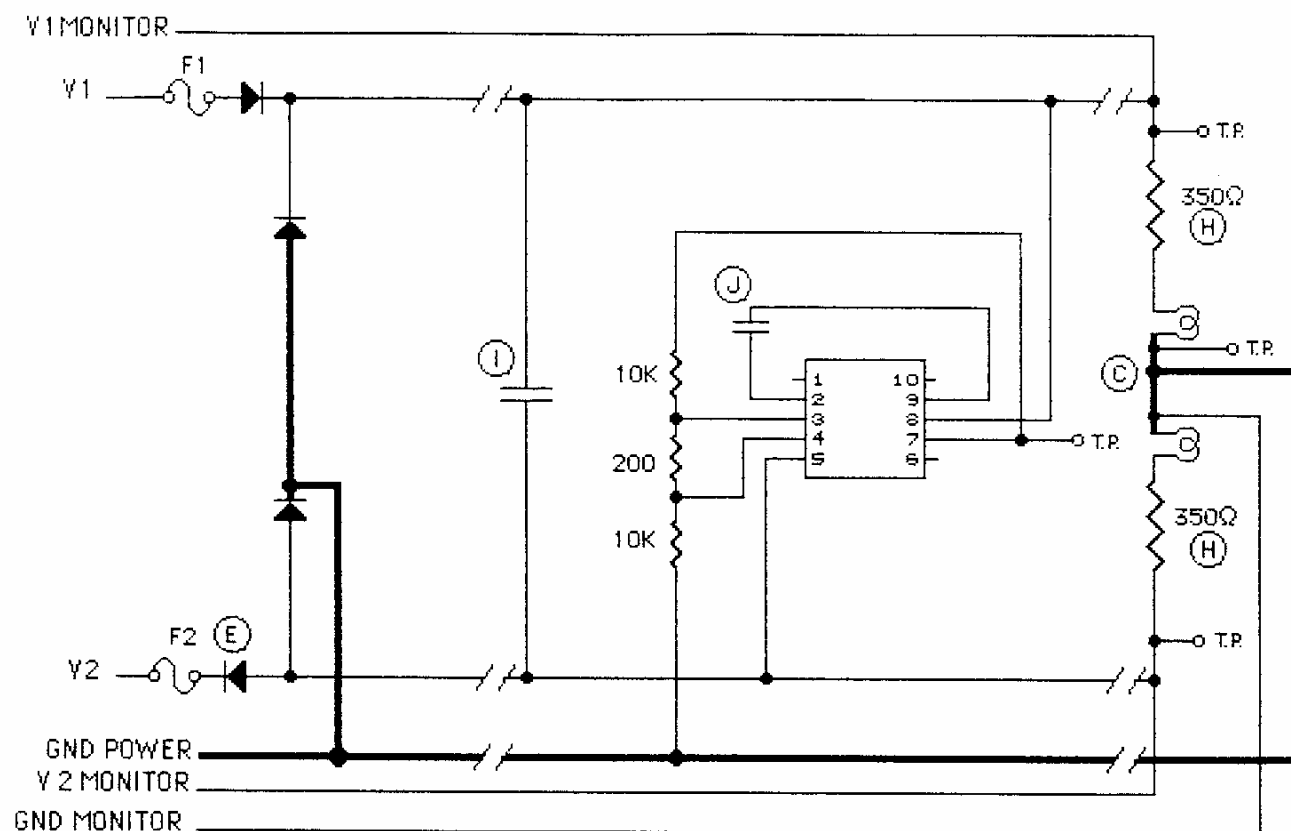 V1 MONITOR
F1
V1
T.P.
350Ω
H
J
T.P.
I
10K
1 10
C
2 9
3 8
4 7
T.P.
200
5 6
350Ω
10K
H
F2 E
T.P.
V2
GND POWER
V2 MONITOR
GND MONITOR